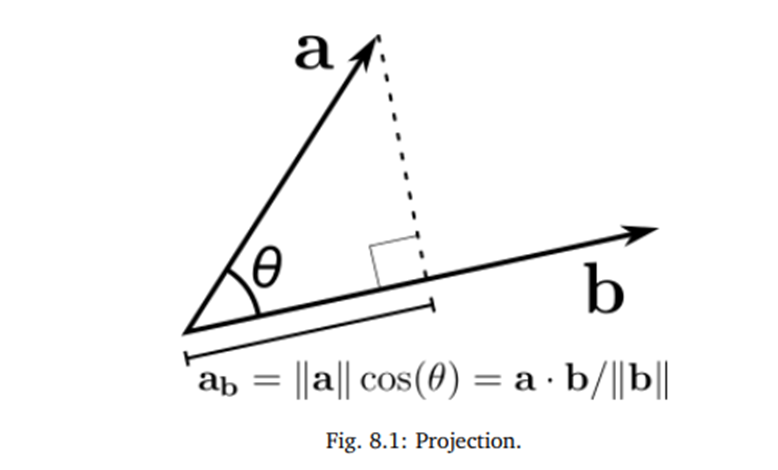 a
θ
b
a_b = ||a|| cos(θ) = a · b/||b||
Fig. 8.1: Projection.